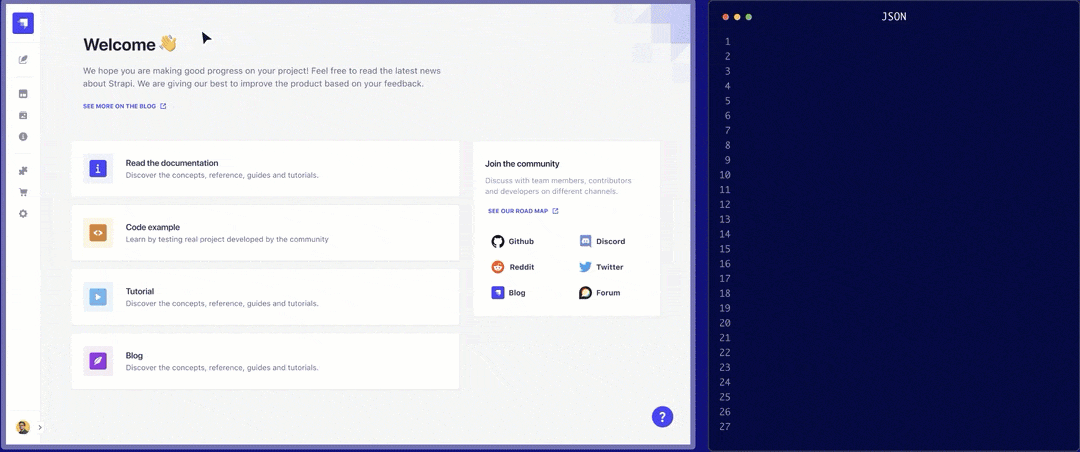 Welcome 👋
We hope you are making good progress on your project! Feel free to read the latest news
about Strapi. We are giving our best to improve the product based on your feedback.
SEE MORE ON THE BLOG
Read the documentation
Discover the concepts, reference, guides and tutorials.
Code example
Learn by testing real project developed by the community
Tutorial
Discover the concepts, reference, guides and tutorials.
Blog
Discover the concepts, reference, guides and tutorials.
Join the community
Discuss with team members, contributors
and developers on different channels.
SEE OUR ROAD MAP
Github
Discord
Reddit
Twitter
Blog
Forum
?
JSON
1
2
3
4
5
6
7
8
9
10
11
12
13
14
15
16
17
18
19
20
21
22
23
24
25
26
27